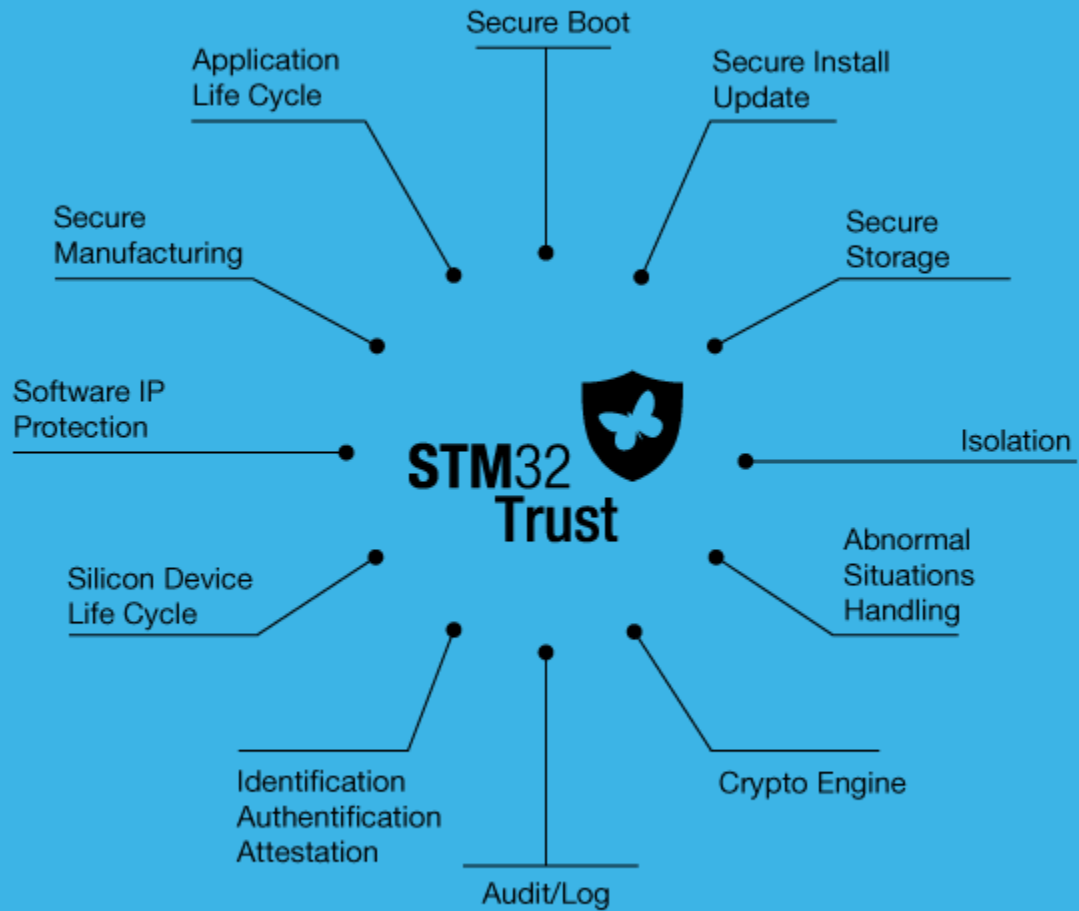 Secure Boot
Application
Life Cycle
Secure Install
Update
Secure
Manufacturing
Secure
Storage
Software IP
Protection
Isolation
STM32
Trust
Silicon Device
Life Cycle
Abnormal
Situations
Handling
Identification
Authentification
Attestation
Crypto Engine
Audit/Log